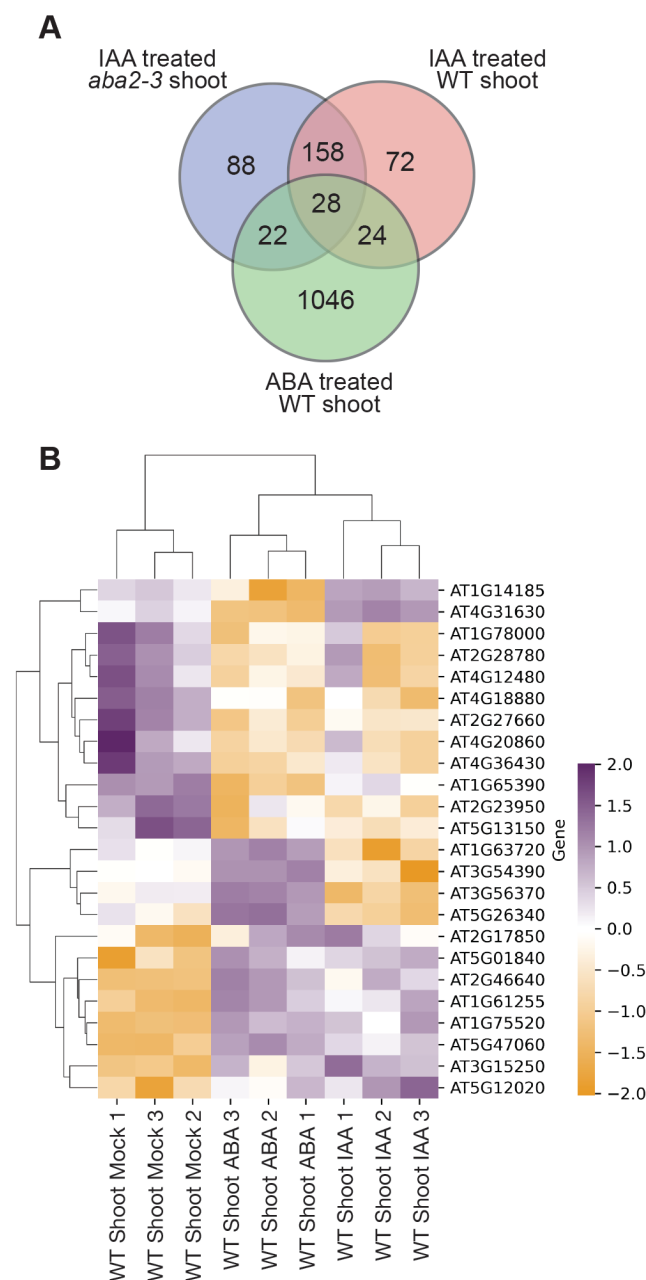 A
IAA treated
aba2-3 shoot
IAA treated
WT shoot
88
158
72
28
22
24
1046
ABA treated
WT shoot
B
AT1G14185
AT4G31630
AT1G78000
AT2G28780
AT4G12480
AT4G18880
AT2G27660
AT4G20860
AT4G36430
AT1G65390
AT2G23950
AT5G13150
AT1G63720
AT3G54390
AT3G56370
AT5G26340
AT2G17850
AT5G01840
AT2G46640
AT1G61255
AT1G75520
AT5G47060
AT3G15250
AT5G12020
Gene
2.0
1.5
1.0
0.5
0.0
−0.5
−1.0
−1.5
−2.0
WT Shoot Mock 1
WT Shoot Mock 3
WT Shoot Mock 2
WT Shoot ABA 3
WT Shoot ABA 2
WT Shoot ABA 1
WT Shoot IAA 1
WT Shoot IAA 2
WT Shoot IAA 3